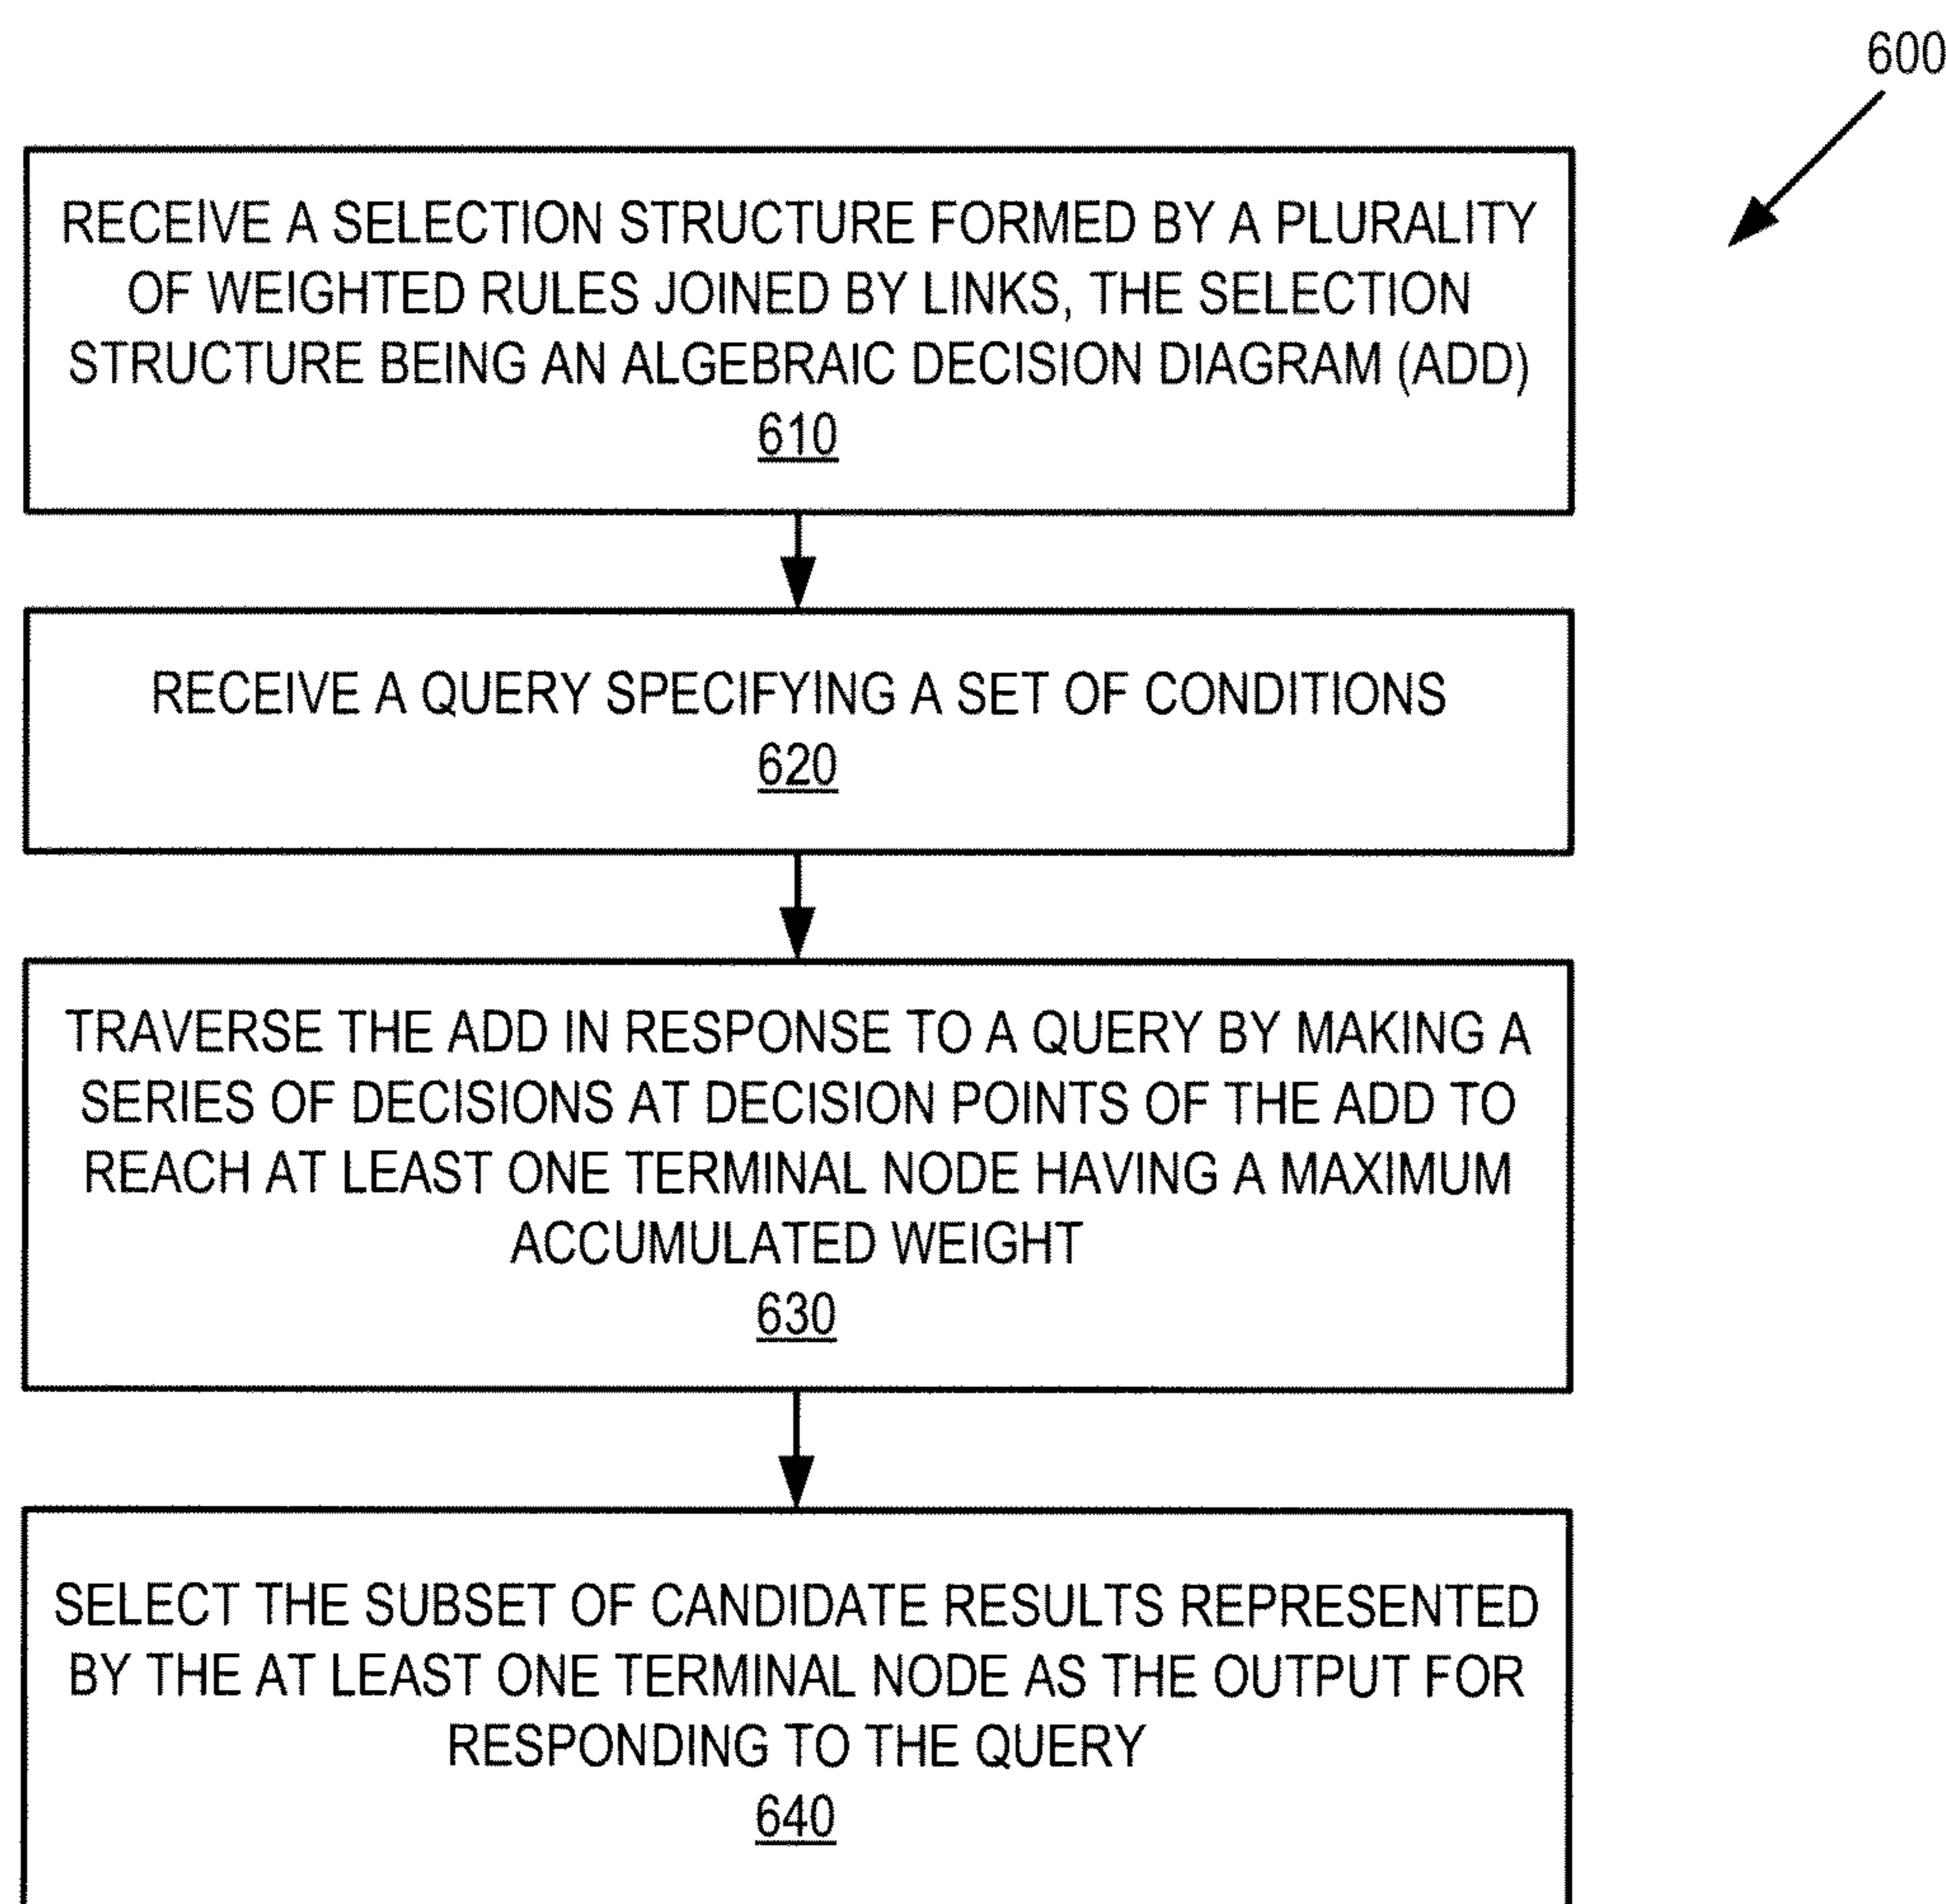 600
RECEIVE A SELECTION STRUCTURE FORMED BY A PLURALITY
OF WEIGHTED RULES JOINED BY LINKS, THE SELECTION
STRUCTURE BEING AN ALGEBRAIC DECISION DIAGRAM (ADD)
610
RECEIVE A QUERY SPECIFYING A SET OF CONDITIONS
620
TRAVERSE THE ADD IN RESPONSE TO A QUERY BY MAKING A
SERIES OF DECISIONS AT DECISION POINTS OF THE ADD TO
REACH AT LEAST ONE TERMINAL NODE HAVING A MAXIMUM
ACCUMULATED WEIGHT
630
SELECT THE SUBSET OF CANDIDATE RESULTS REPRESENTED
BY THE AT LEAST ONE TERMINAL NODE AS THE OUTPUT FOR
RESPONDING TO THE QUERY
640